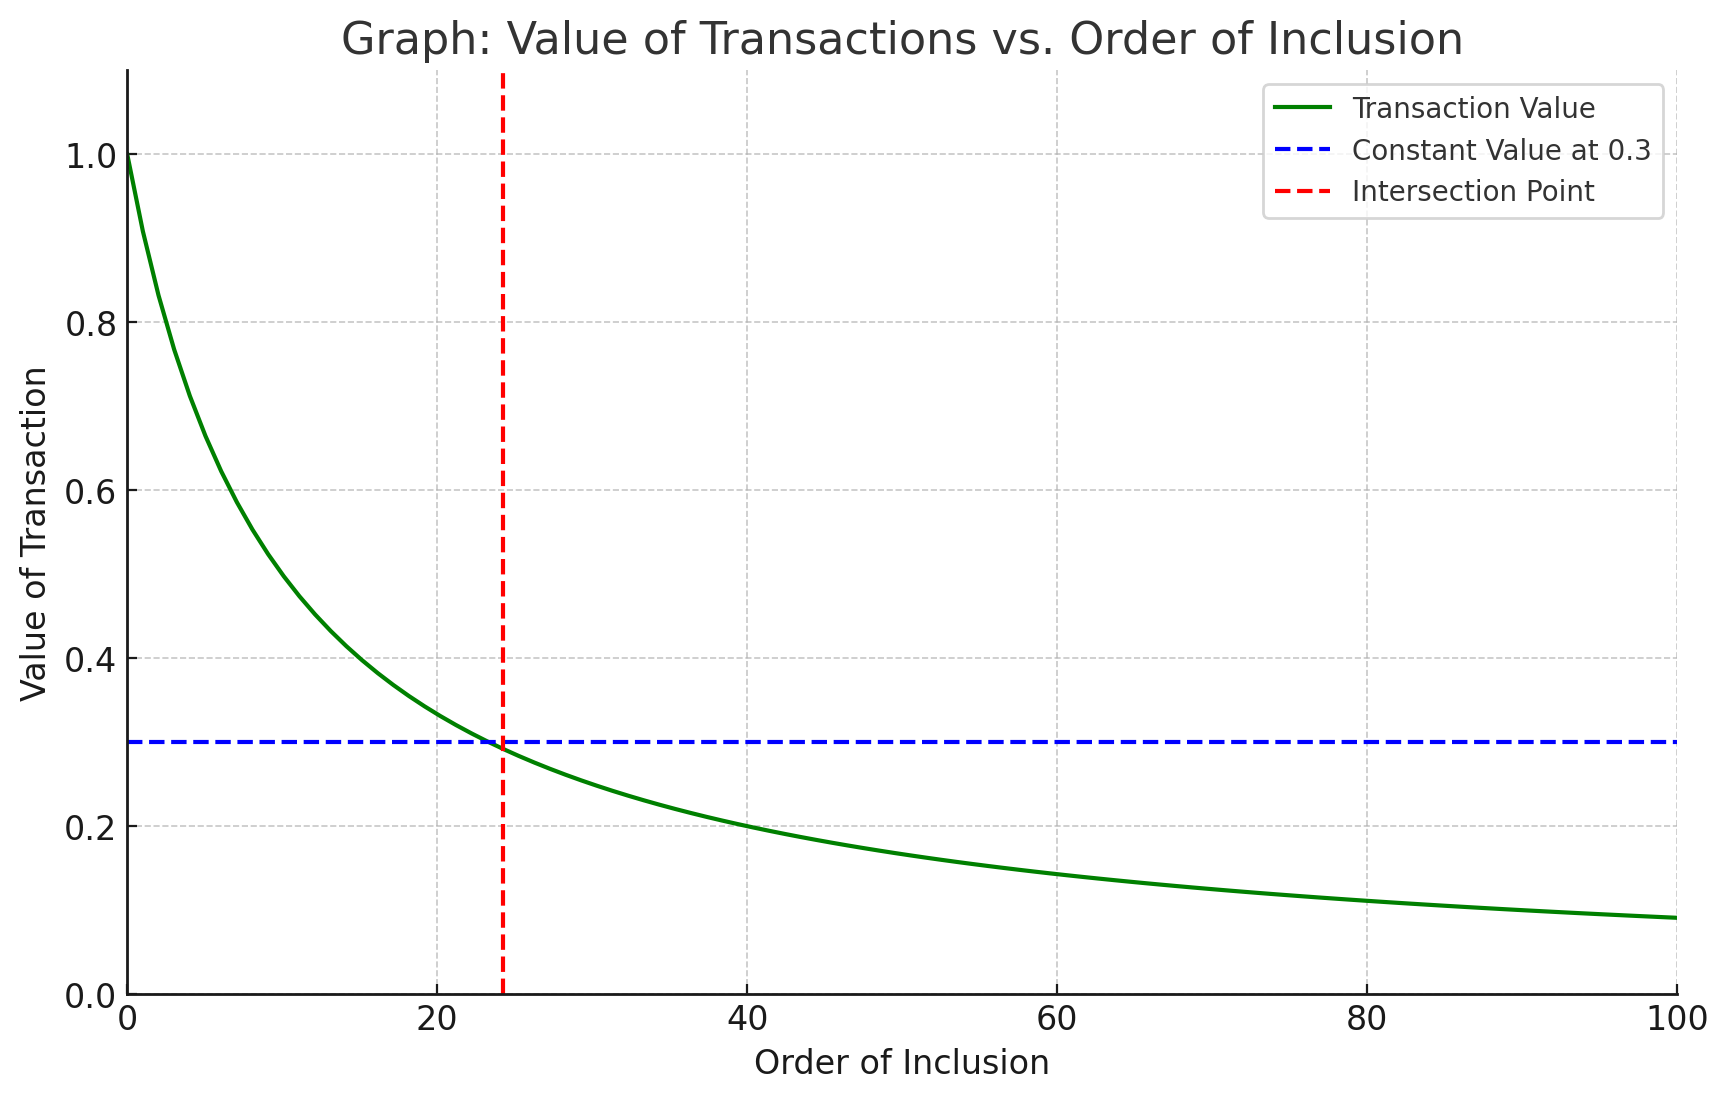 Graph: Value of Transactions vs. Order of Inclusion
Transaction Value
Constant Value at 0.3
Intersection Point
Value of Transaction
1.0
0.8
0.6
0.4
0.2
0.0
0 20 40 60 80 100
Order of Inclusion